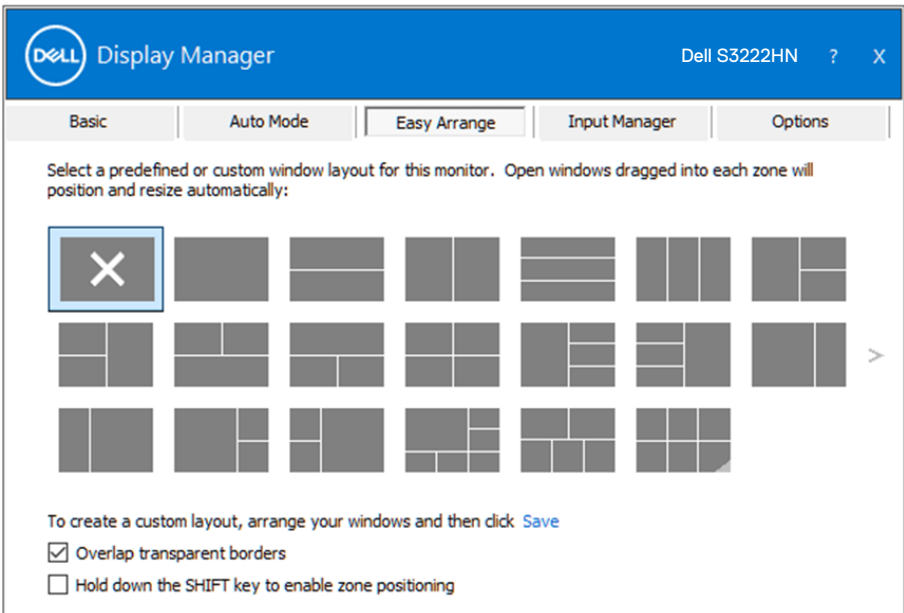 DELL Display Manager Dell S3222HN ? X
Basic Auto Mode Easy Arrange Input Manager Options
Select a predefined or custom window layout for this monitor. Open windows dragged into each zone will
position and resize automatically:
>
To create a custom layout, arrange your windows and then click Save
Overlap transparent borders
Hold down the SHIFT key to enable zone positioning